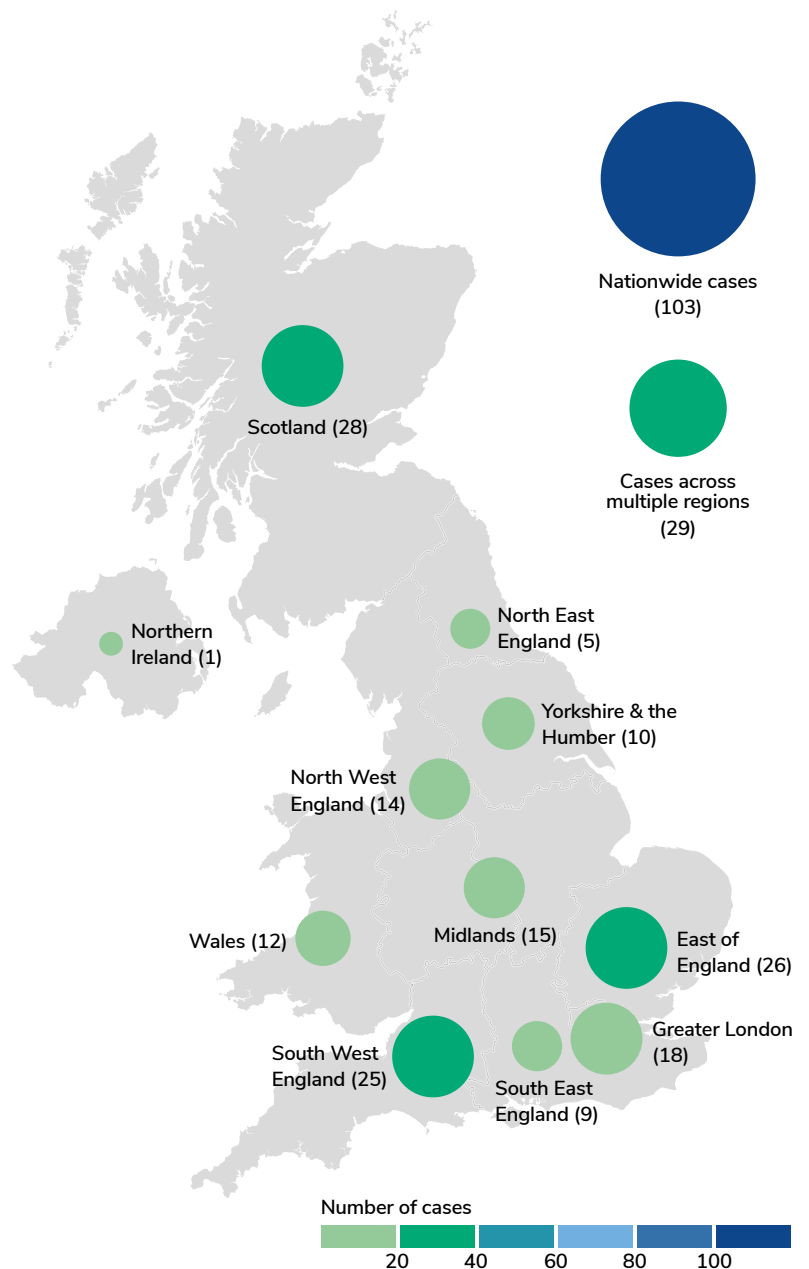 Nationwide cases
(103)
Scotland (28)
Cases across
multiple regions
(29)
Northern
Ireland (1)
North East
England (5)
Yorkshire & the
Humber (10)
North West
England (14)
Midlands (15)
Wales (12)
East of
England (26)
Greater London
(18)
South West
England (25)
South East
England (9)
Number of cases
20 40 60 80 100